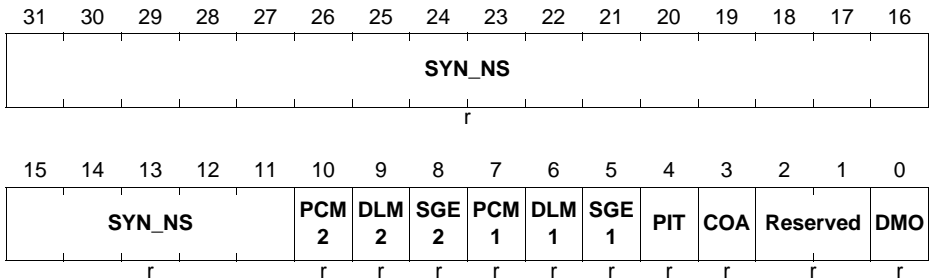 31 30 29 28 27 26 25 24 23 22 21 20 19 18 17 16
SYN_NS
r
15 14 13 12 11 10 9 8 7 6 5 4 3 2 1 0
SYN_NS PCM 2 DLM 2 SGE 2 PCM 1 DLM 1 SGE 1 PIT COA Reserved DMO
r r r r r r r r r r r